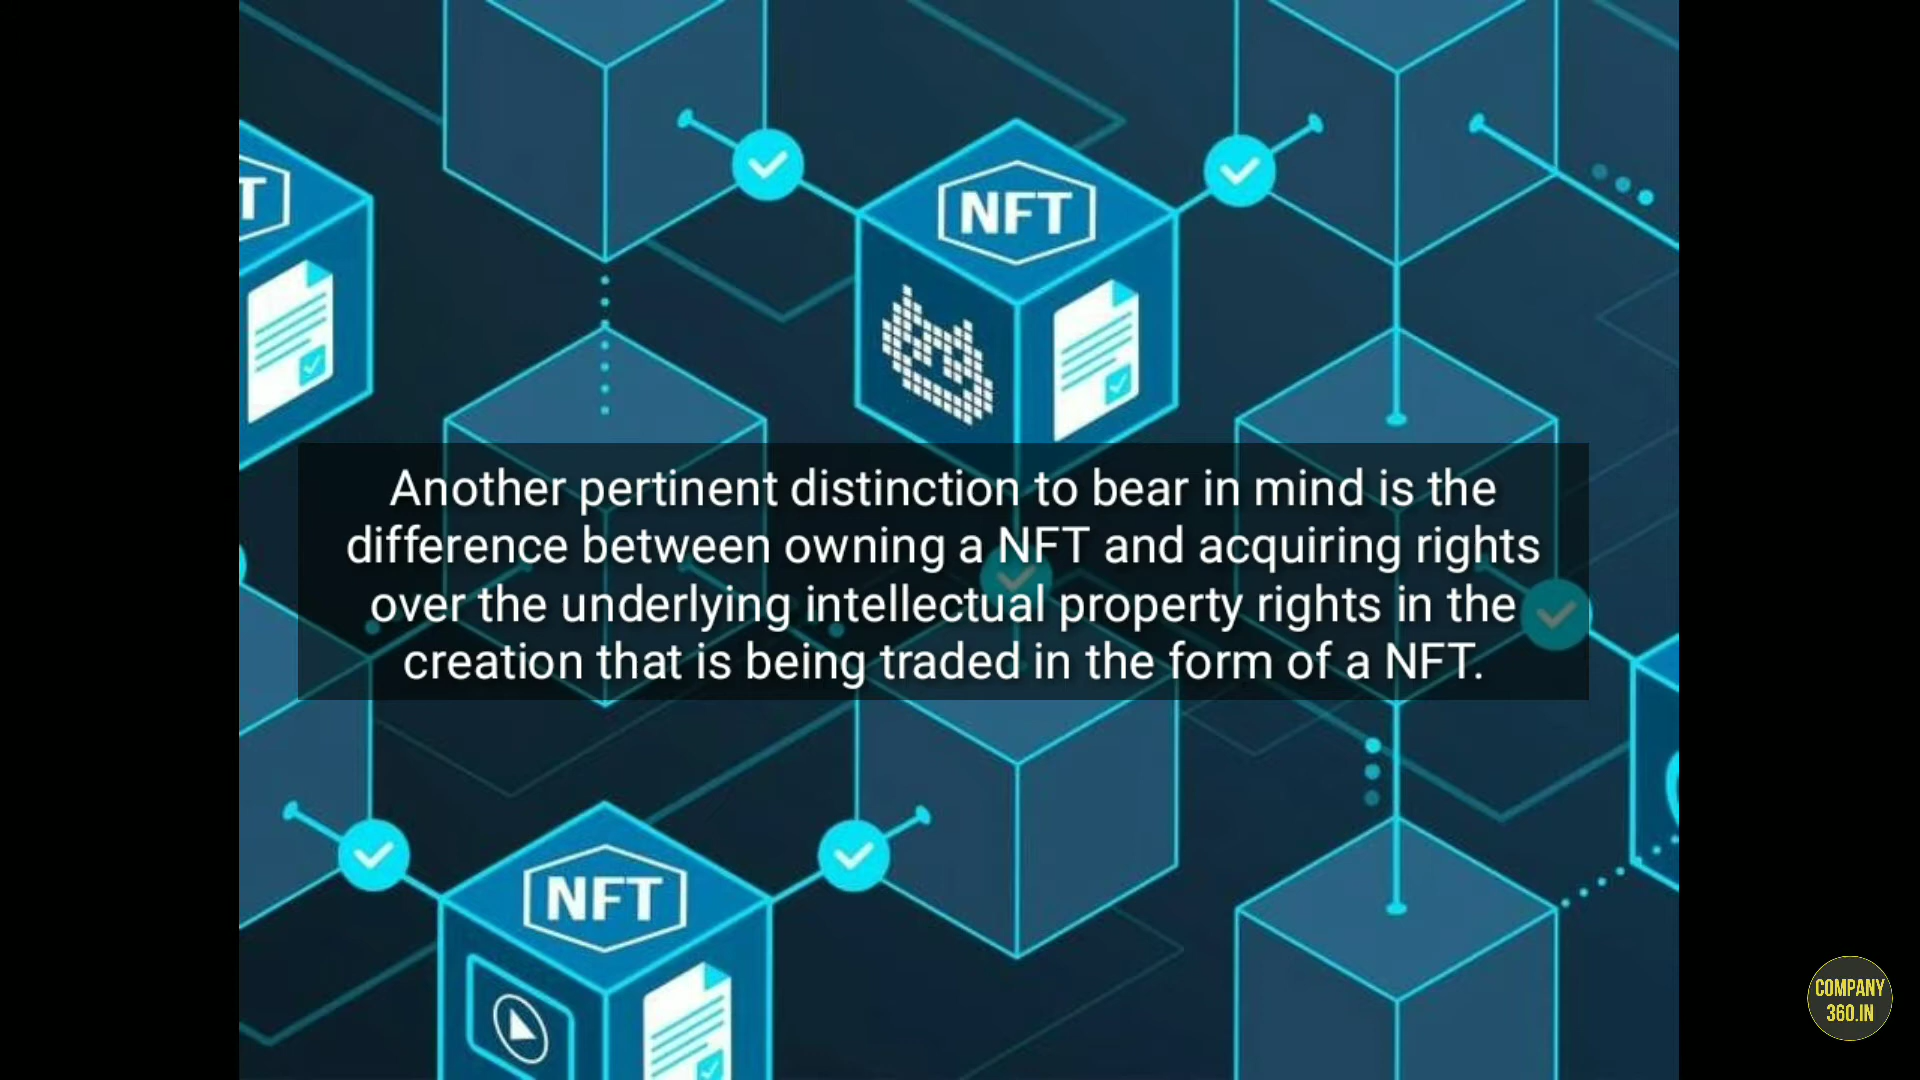 T
NFT
Another pertinent distinction to bear in mind is the
difference between owning a NFT and acquiring rights
over the underlying intellectual property rights in the
creation that is being traded in the form of a NFT.
NFT
COMPANY
360.IN